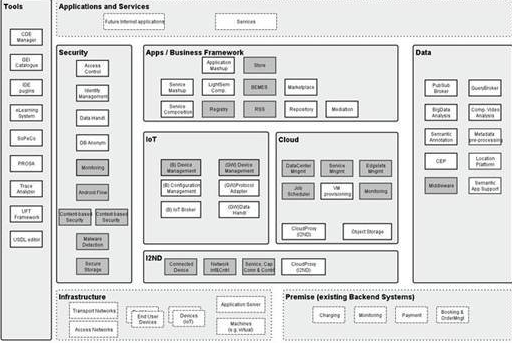 Tools
CDE
Manager
GEI
Catalogue
IDE
plugins
eLearning
System
SoPeCo
PROSA
Trace
Analyzer
UFT
Framework
USDL editor
Applications and Services
Future Internet applications
Services
Security
Access
Control
Identity
Management
Data Handl
DB Anonym
Monitoring
Android Flow
Content based
Security
Content based
Security
Malware
Detection
Secure
Storage
Apps / Business Framework
Application
Mashup
Store
Service
Mashup
LightSem
Comp.
BEMES
Marketplace
Service
Composition
Registry
RSS
Repository
Mediation
IoT
(B) Device
Management
(GW) Device
Management
(B) Configuration
Management
(GW)Protocol
Adapter
(B) IoT Broker
(GW)Data
Handl
Cloud
DataCenter
Mngmt
Service
Mngmt
Edgelets
Mngmt
Job
Scheduler
VM
provisioning
Monitoring
CloudProxy
(I2ND)
Object Storage
I2ND
Connected
Device
Network
Inf&Cntrl
Service, Cap
Conn & Contl
CloudProxy
(I2ND)
Data
PubSub
Broker
QueryBroker
BigData
Analysis
Comp. Video
Analysis
Semantic
Annotation
Metadata
pre-processing
CEP
Location
Platform
Middleware
Semantic
App Support
Infrastructure
Transport Networks
Access Networks
End User
Devices
Devices
(IoT)
Application Server
Machines
(e.g. virtual)
Premise (existing Backend Systems)
Charging
Monitoring
Payment
Booking &
OrderMngt